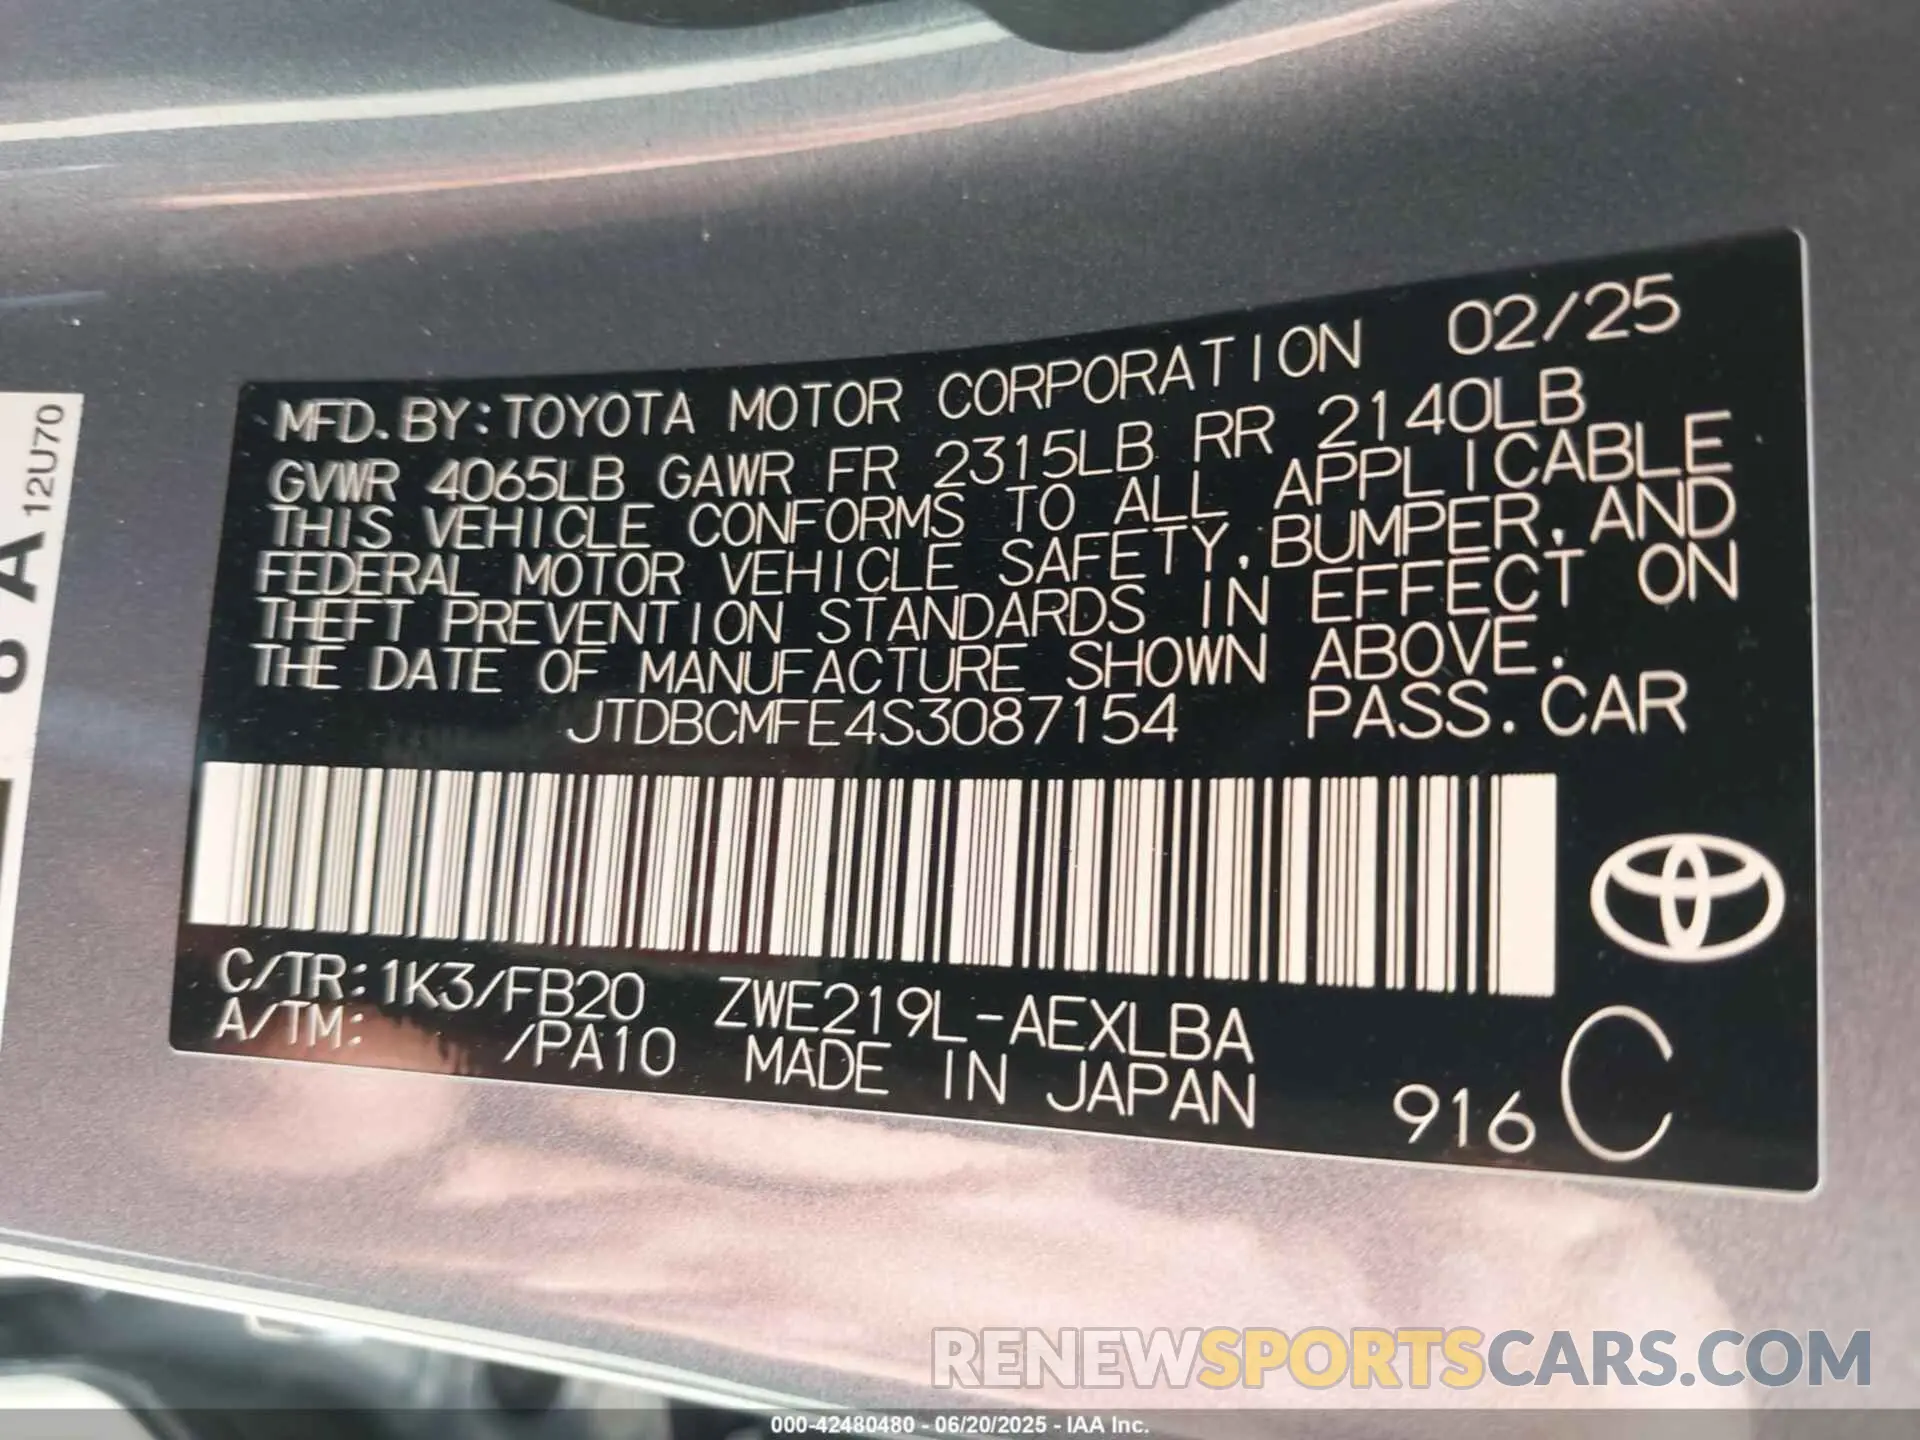 MFD. BY: TOYOTA MOTOR CORPORATION 02/25
GVWR 4065LB GAWR FR 2315LB RR 2140LB
THIS VEHICLE CONFORMS TO ALL APPLICABLE
FEDERAL MOTOR VEHICLE SAFETY, BUMPER, AND
THEFT PREVENTION STANDARDS IN EFFECT ON
THE DATE OF MANUFACTURE SHOWN ABOVE.
JTDBCMFE4S3087154 PASS. CAR
C/TR: 1K3/FB20 ZWE219L-AEXLBA
A/TM: /PA10 MADE IN JAPAN
916 C
A 12U70
RENEWSPORTSCARS.COM
000-42480480 - 06/20/2025 - IAA Inc.